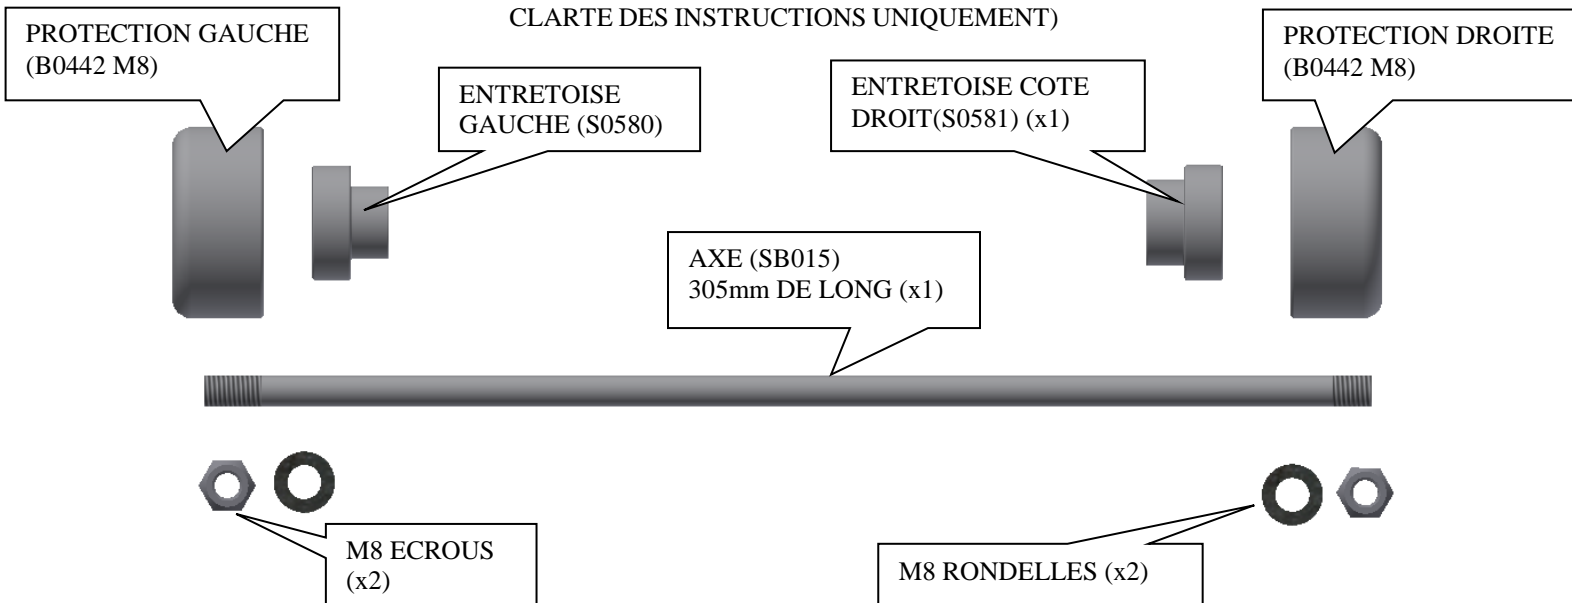 CLARTE DES INSTRUCTIONS UNIQUEMENT)
PROTECTION GAUCHE
(B0442 M8)
ENTRETOISE
GAUCHE (S0580)
ENTRETOISE COTE
DROIT(S0581) (x1)
PROTECTION DROITE
(B0442 M8)
AXE (SB015)
305mm DE LONG (x1)
M8 ECROUS
(x2)
M8 RONDELLES (x2)